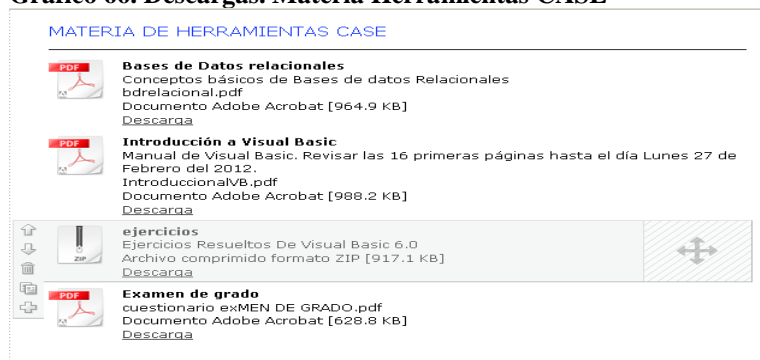 Gráfico 66. Descargas. Materia Herramientas CASE
MATERIA DE HERRAMIENTAS CASE
PDF
Bases de Datos relacionales
Conceptos básicos de Bases de datos Relacionales
bdrelacional.pdf
Documento Adobe Acrobat [964.9 KB]
Descarga
PDF
Introducción a Visual Basic
Manual de Visual Basic. Revisar las 16 primeras páginas hasta el día Lunes 27 de
Febrero del 2012.
IntroduccionalVB.pdf
Documento Adobe Acrobat [988.2 KB]
Descarga
ZIP
ejercicios
Ejercicios Resueltos De Visual Basic 6.0
Archivo comprimido formato ZIP [917.1 KB]
Descarga
PDF
Examen de grado
cuestionario exMEN DE GRADO.pdf
Documento Adobe Acrobat [628.8 KB]
Descarga